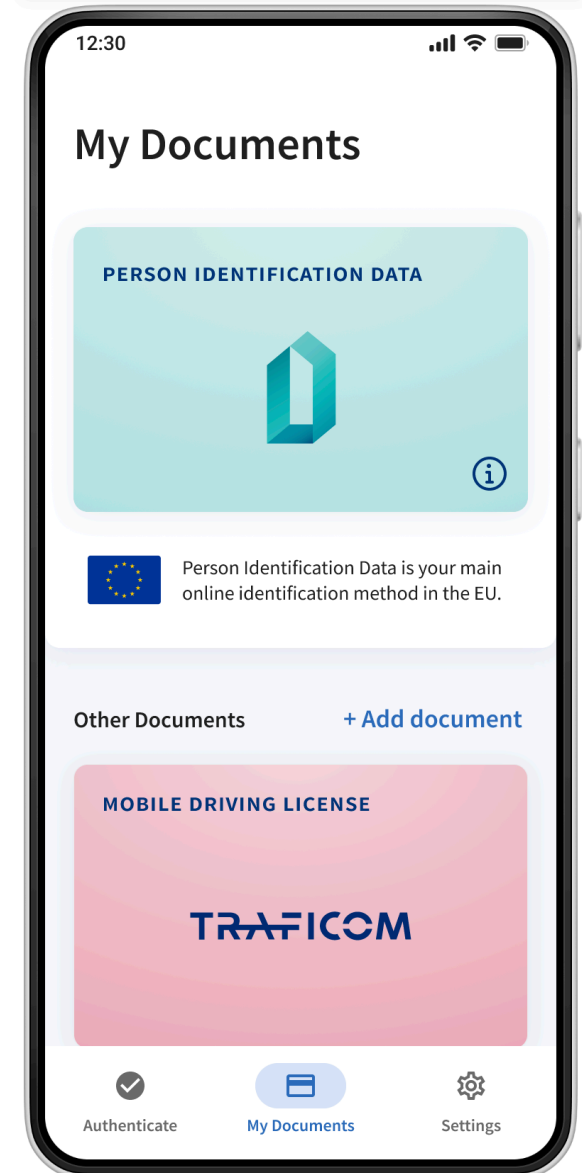 12:30
My Documents
PERSON IDENTIFICATION DATA
Person Identification Data is your main
online identification method in the EU.
Other Documents
+ Add document
MOBILE DRIVING LICENSE
TRAFICOM
Authenticate
My Documents
Settings